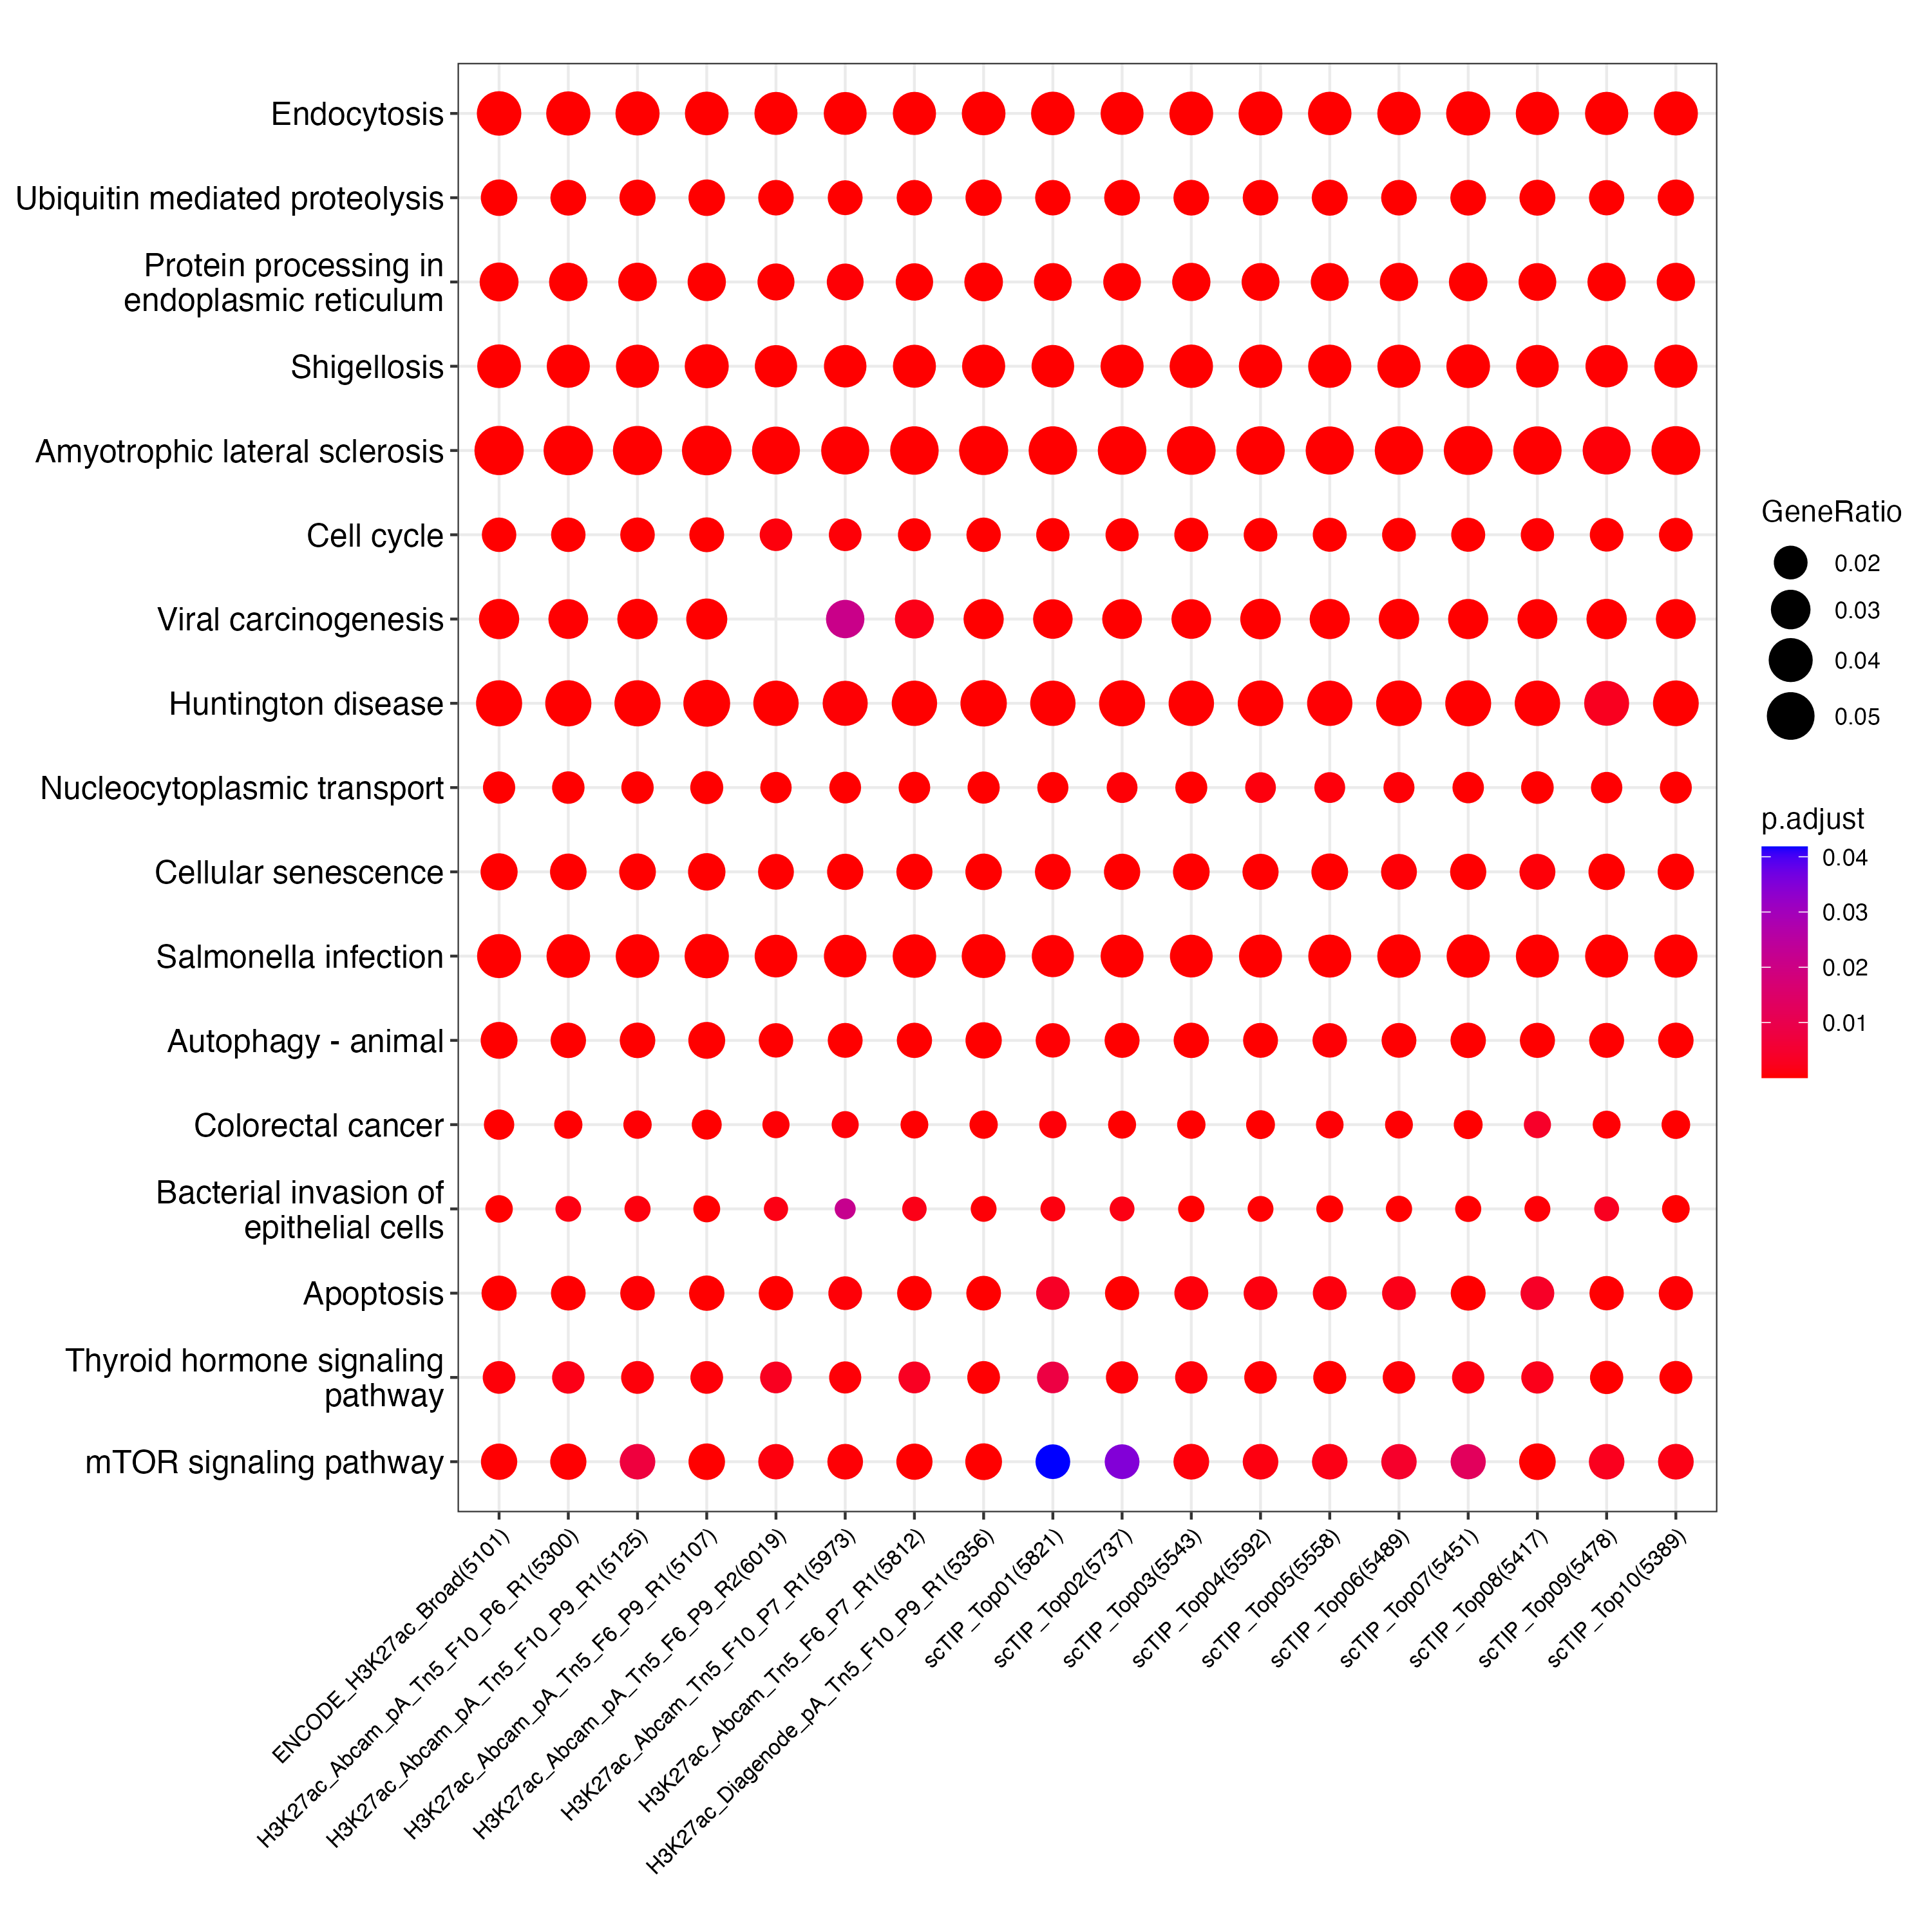 Endocytosis
Ubiquitin mediated proteolysis
Protein processing in
endoplasmic reticulum
Shigellosis
Amyotrophic lateral sclerosis
Cell cycle
Viral carcinogenesis
Huntington disease
Nucleocytoplasmic transport
Cellular senescence
Salmonella infection
Autophagy - animal
Colorectal cancer
Bacterial invasion of
epithelial cells
Apoptosis
Thyroid hormone signaling
pathway
mTOR signaling pathway
ENCODE_H3K27ac_Broad(5101)
H3K27ac_Abcam_pA_Tn5_F10_P6_R1(5300)
H3K27ac_Abcam_pA_Tn5_F10_P9_R1(5125)
H3K27ac_Abcam_pA_Tn5_F6_P9_R1(5107)
H3K27ac_Abcam_pA_Tn5_F6_P9_R2(6019)
H3K27ac_Abcam_Tn5_F10_P7_R1(5973)
H3K27ac_Abcam_Tn5_F6_P7_R1(5812)
H3K27ac_Diagenode_pA_Tn5_F10_P9_R1(5356)
scTIP_Top01(5821)
scTIP_Top02(5737)
scTIP_Top03(5543)
scTIP_Top04(5592)
scTIP_Top05(5558)
scTIP_Top06(5489)
scTIP_Top07(5451)
scTIP_Top08(5417)
scTIP_Top09(5478)
scTIP_Top10(5389)
GeneRatio
0.02
0.03
0.04
0.05
p.adjust
0.04
0.03
0.02
0.01